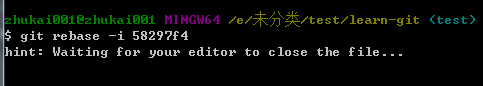 zhukai001@zhukai001 MINGW64 /e/未分类/test/learn-git (test)
$ git rebase -i 58297f4
hint: Waiting for your editor to close the file...